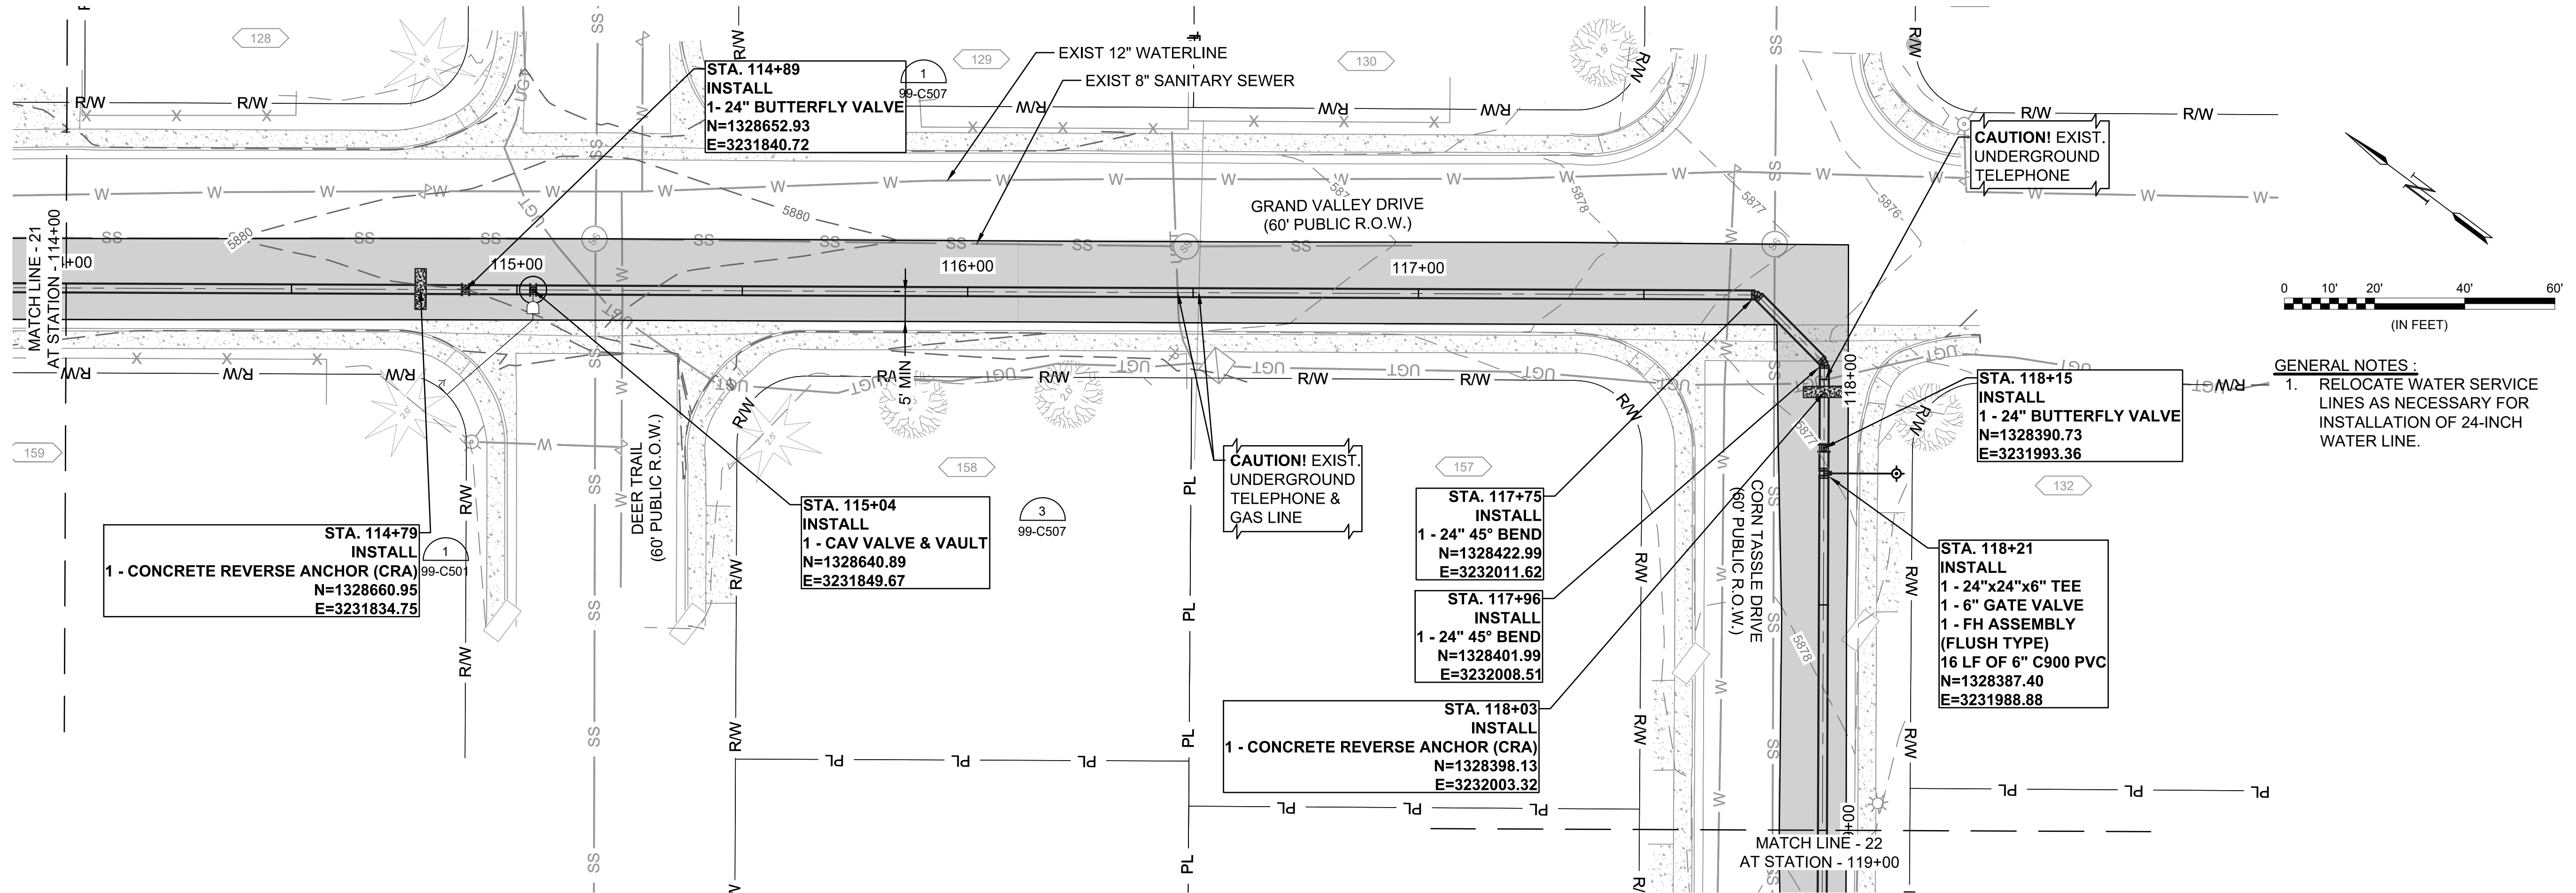 128
129
130
EXIST 12" WATERLINE
EXIST 8" SANITARY SEWER
STA. 114+89
INSTALL
1- 24" BUTTERFLY VALVE
N=1328652.93
E=3231840.72
1
99-C507
CAUTION! EXIST.
UNDERGROUND
TELEPHONE
MATCH LINE - 21
AT STATION - 114+00
GRAND VALLEY DRIVE
(60' PUBLIC R.O.W.)
5880
5880
5878
5877
5876
115+00
116+00
117+00
118+00
5' MIN
N
0 10' 20' 40' 60'
(IN FEET)
GENERAL NOTES :
1. RELOCATE WATER SERVICE
LINES AS NECESSARY FOR
INSTALLATION OF 24-INCH
WATER LINE.
STA. 118+15
INSTALL
1 - 24" BUTTERFLY VALVE
N=1328390.73
E=3231993.36
159
158
157
132
CAUTION! EXIST.
UNDERGROUND
TELEPHONE &
GAS LINE
DEER TRAIL
(60' PUBLIC R.O.W.)
STA. 115+04
INSTALL
1 - CAV VALVE & VAULT
N=1328640.89
E=3231849.67
3
99-C507
STA. 114+79
INSTALL
1 - CONCRETE REVERSE ANCHOR (CRA)
N=1328660.95
E=3231834.75
1
99-C501
STA. 117+75
INSTALL
1 - 24" 45° BEND
N=1328422.99
E=3232011.62
STA. 117+96
INSTALL
1 - 24" 45° BEND
N=1328401.99
E=3232008.51
STA. 118+03
INSTALL
1 - CONCRETE REVERSE ANCHOR (CRA)
N=1328398.13
E=3232003.32
CORN TASSLE DRIVE
(60' PUBLIC R.O.W.)
5877
5878
STA. 118+21
INSTALL
1 - 24"x24"x6" TEE
1 - 6" GATE VALVE
1 - FH ASSEMBLY
(FLUSH TYPE)
16 LF OF 6" C900 PVC
N=1328387.40
E=3231988.88
MATCH LINE - 22
AT STATION - 119+00
R/W
W
SS
UGT
PL
X